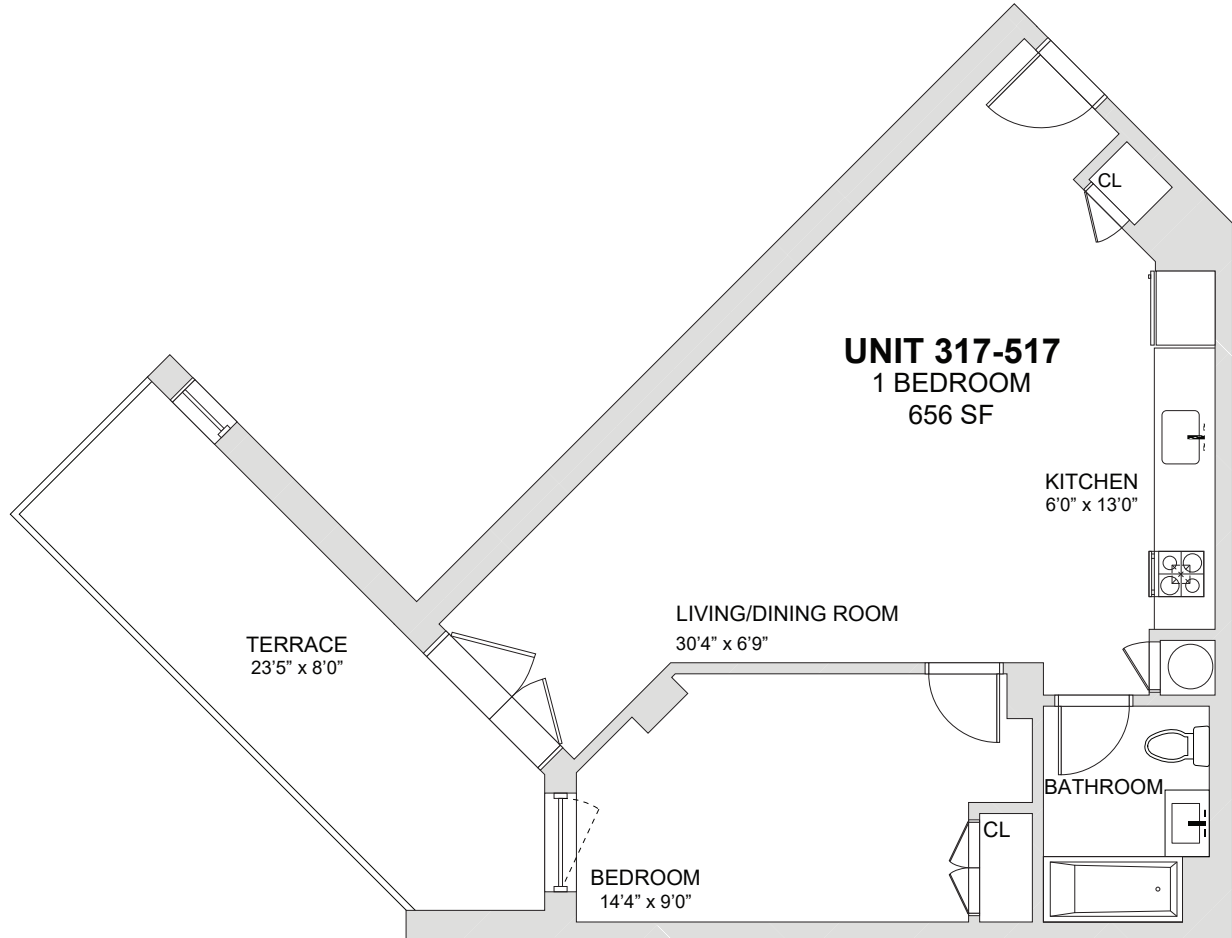 CL
UNIT 317-517
1 BEDROOM
656 SF
KITCHEN
6’0” x 13’0”
LIVING/DINING ROOM
30’4” x 6’9”
TERRACE
23’5” x 8’0”
BATHROOM
CL
BEDROOM
14’4” x 9’0”